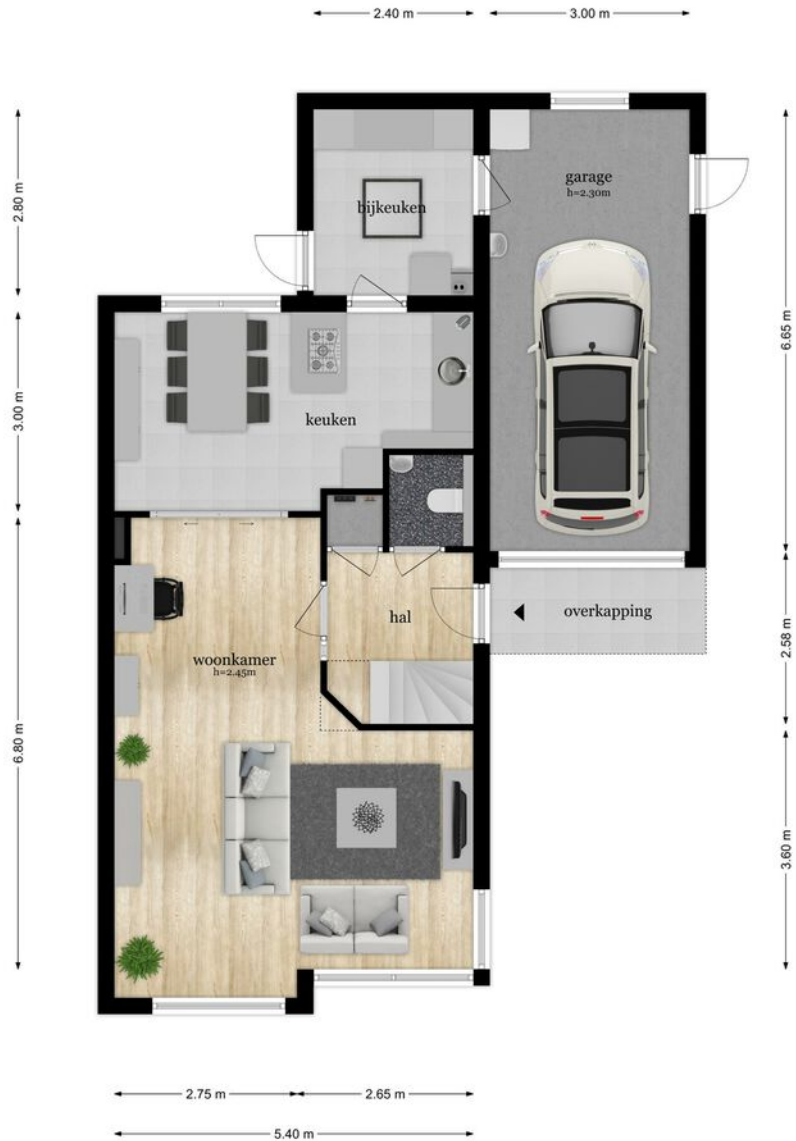 2.40 m
3.00 m
2.80 m
3.00 m
6.80 m
bijkeuken
garage
h=2.30m
keuken
hal
overkapping
woonkamer
h=2.45m
6.65 m
2.58 m
3.60 m
2.75 m
2.65 m
5.40 m